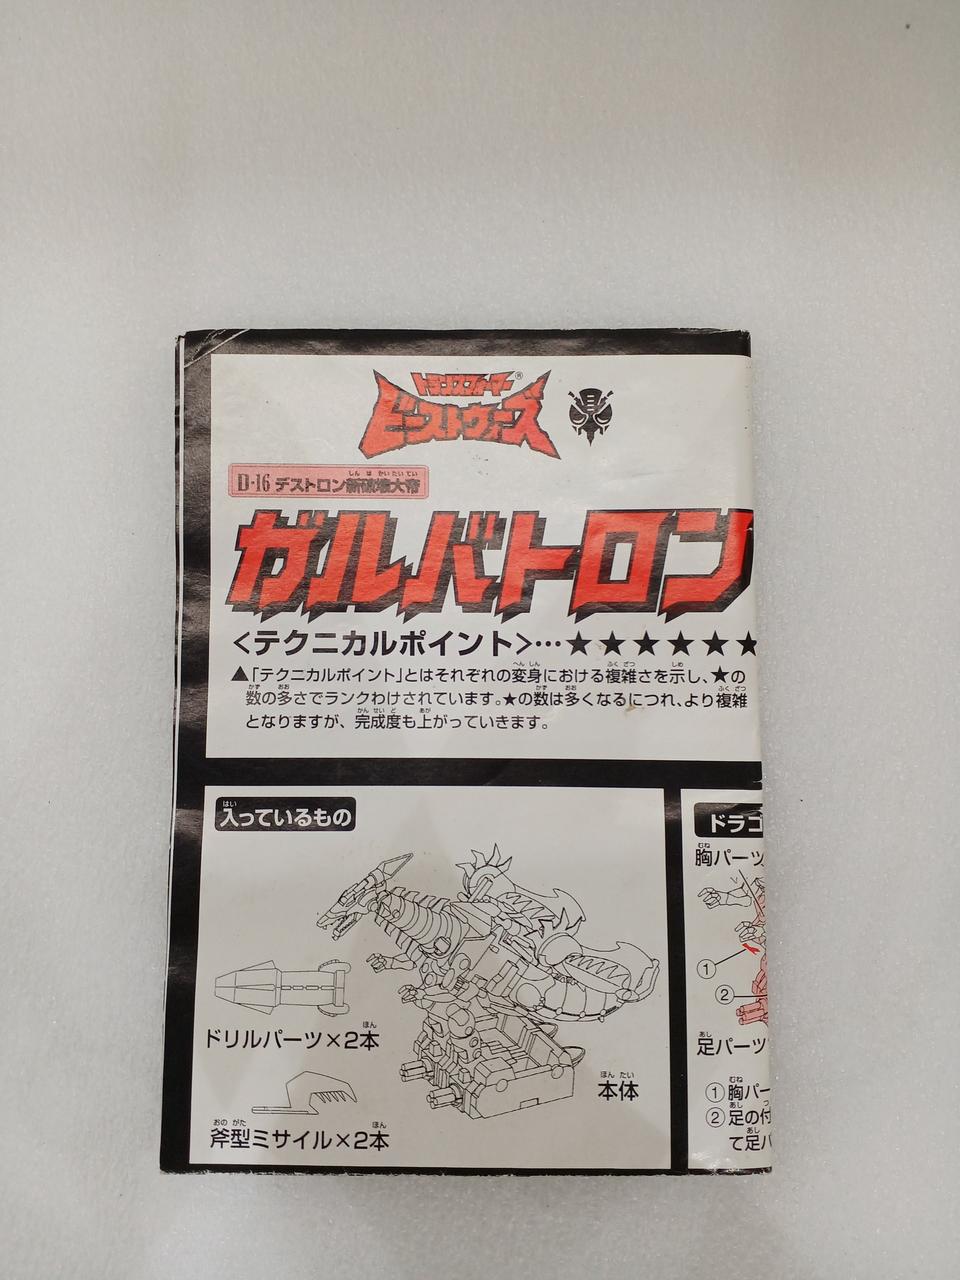 トランスフォーマー®
ビーストウォーズ
D-16 デストロン新破壊大帝
ガルバトロン
<テクニカルポイント>…★★★★★★
▲「テクニカルポイント」とはそれぞれの変身における複雑さを示し、★の
数の多さでランクわけされています。★の数は多くなるにつれ、より複雑
となりますが、完成度も上がっていきます。
入っているもの
ドリルパーツ×2本
斧型ミサイル×2本
本体
ドラゴ
胸パーツ
①
②
足パーツ
①胸パー
②足の付
て足パ